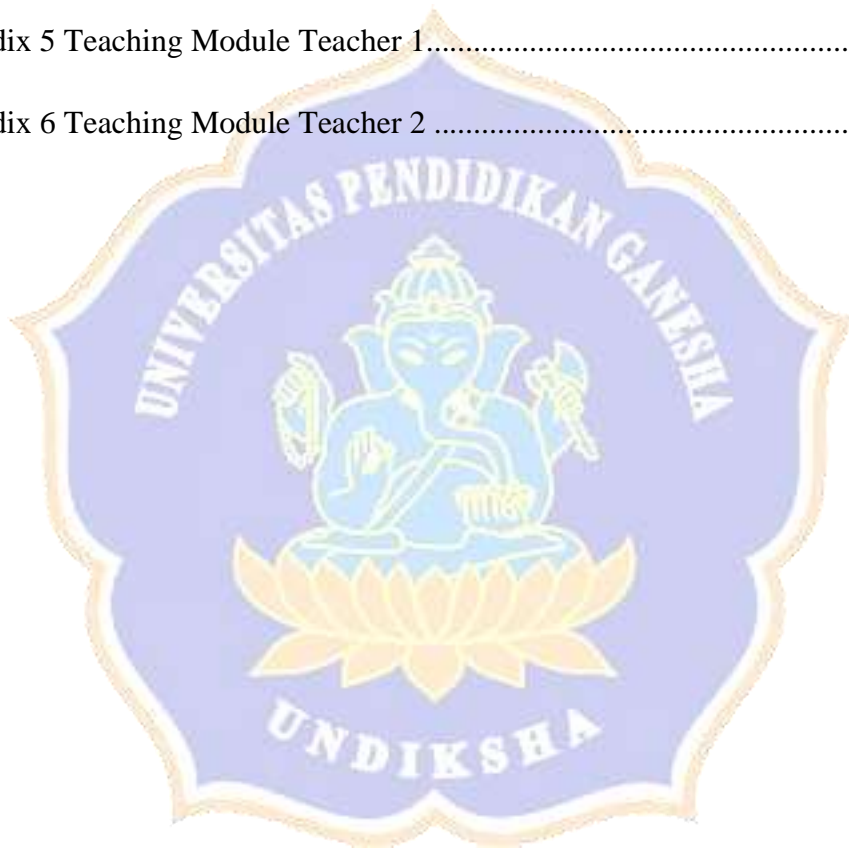 dix 5 Teaching Module Teacher 1....................................................
dix 6 Teaching Module Teacher 2 ...................................................
UNIVERSITAS PENDIDIKAN GANESHA
UNDIKSHA